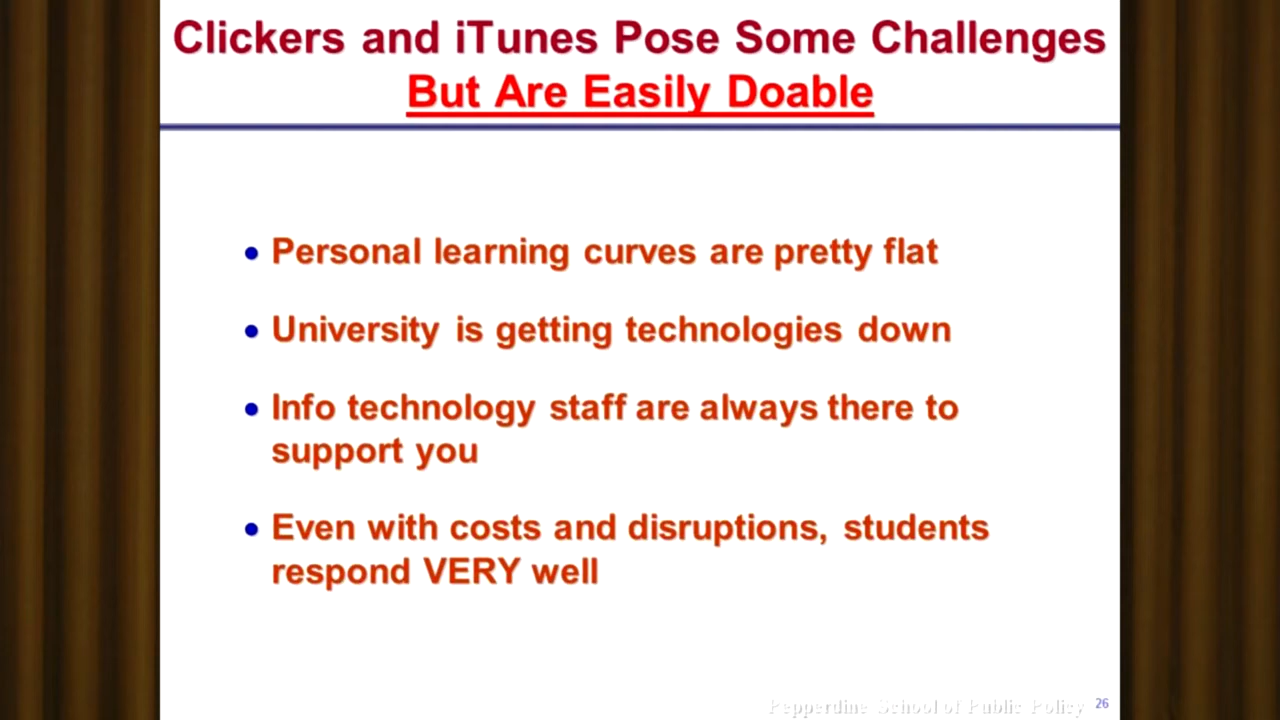 Clickers and iTunes Pose Some Challenges
But Are Easily Doable
• Personal learning curves are pretty flat
• University is getting technologies down
• Info technology staff are always there to
support you
• Even with costs and disruptions, students
respond VERY well
Pepperdine School of Public Policy 26